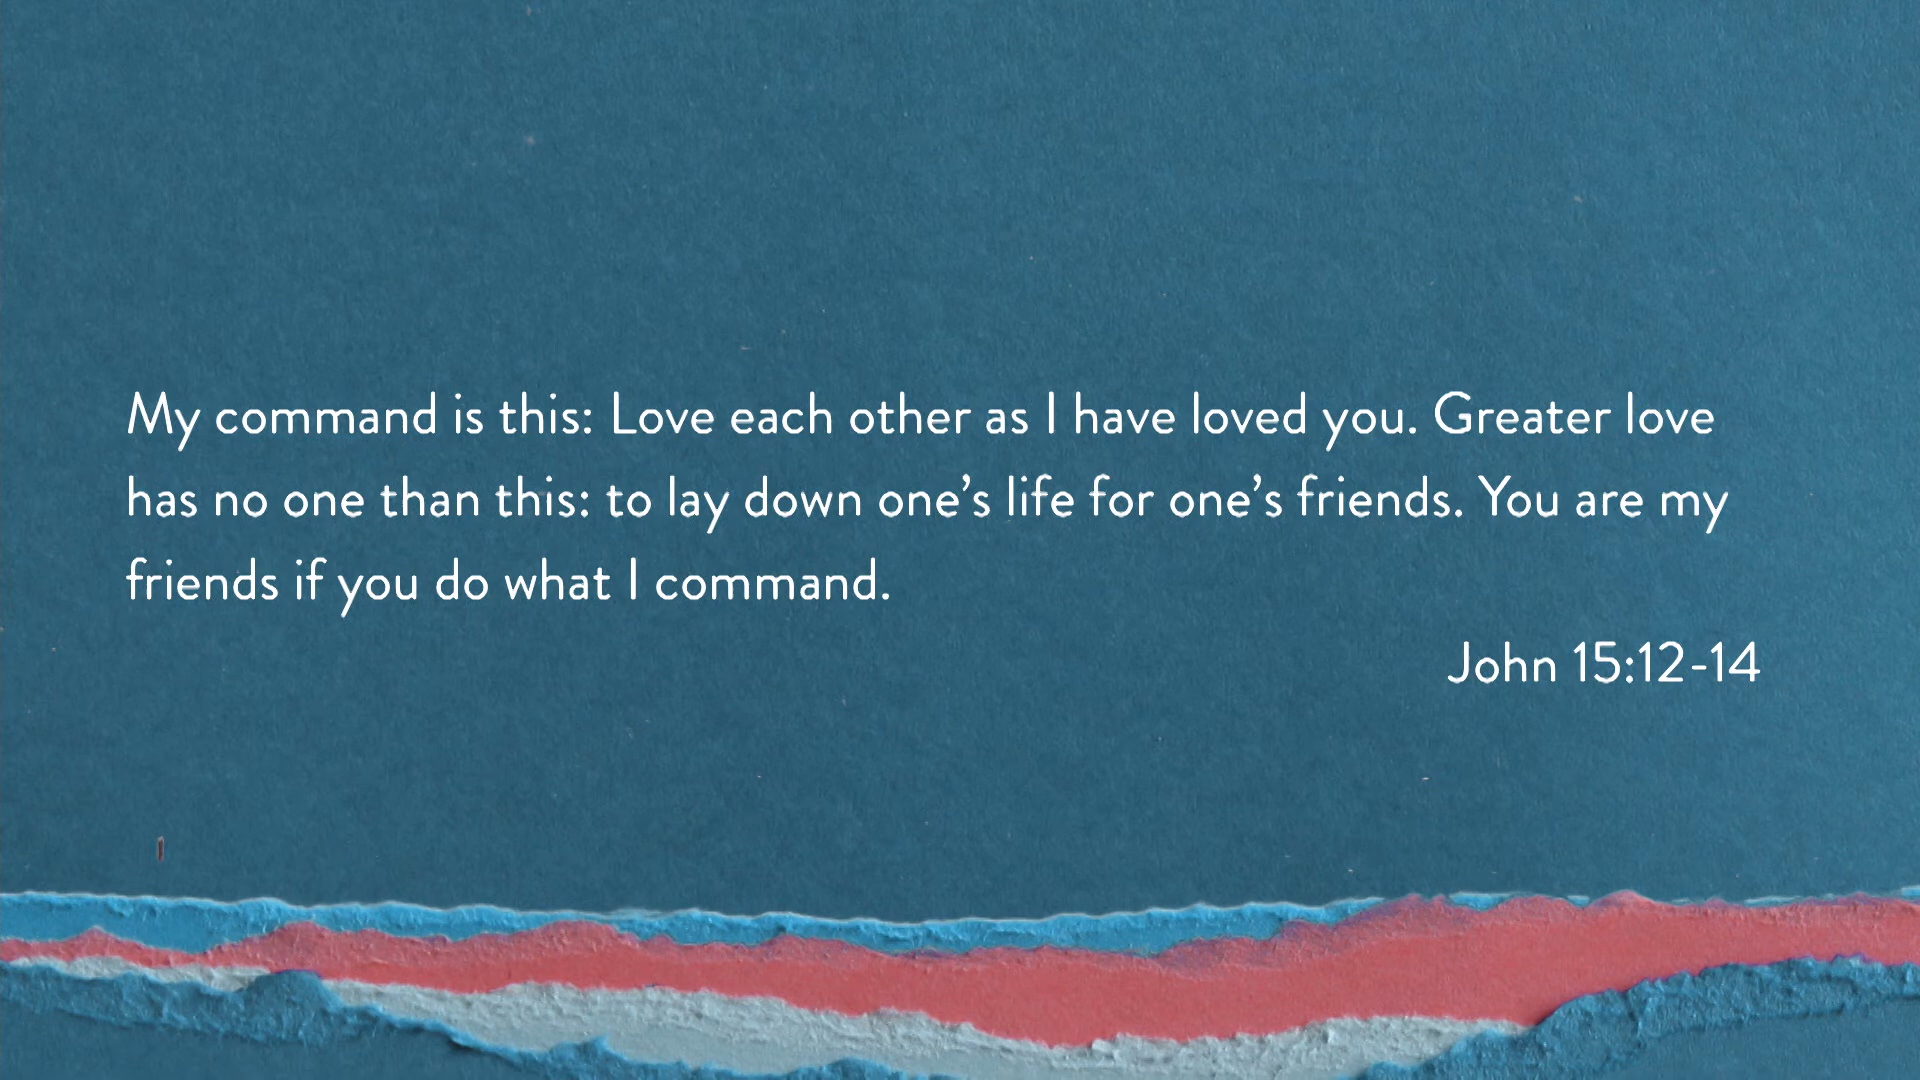 My command is this: Love each other as I have loved you. Greater love
has no one than this: to lay down one’s life for one’s friends. You are my
friends if you do what I command.
John 15:12-14